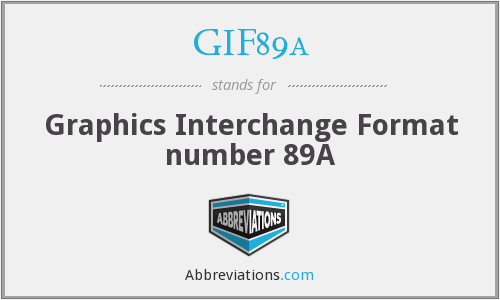 GIF89A
stands for
Graphics Interchange Format
number 89A
ABBREVIATIONS
Abbreviations.com